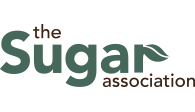 the
Sugar
association